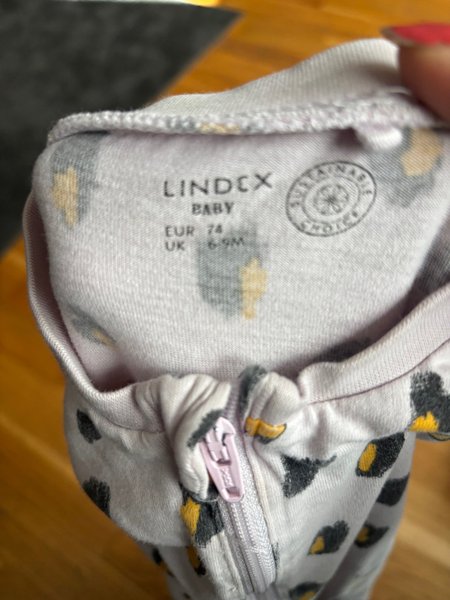 LINDEX
BABY
EUR 74
UK 6-9M
SUSTAINABLE
CHOICE